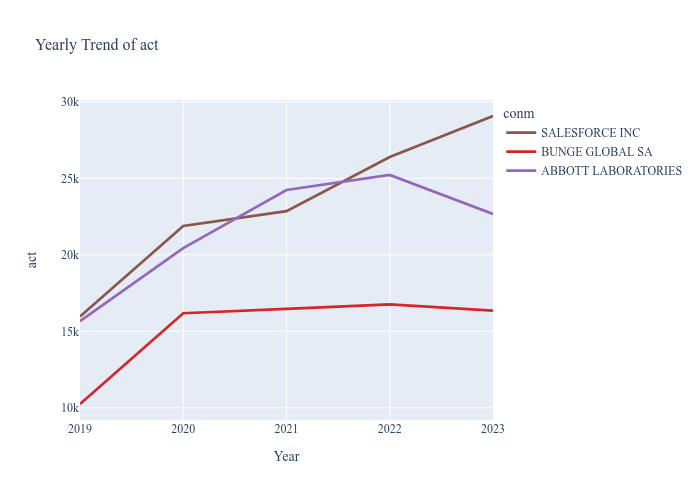 Yearly Trend of act
conm
SALESFORCE INC
BUNGE GLOBAL SA
ABBOTT LABORATORIES
30k
25k
20k
15k
10k
act
2019 2020 2021 2022 2023
Year